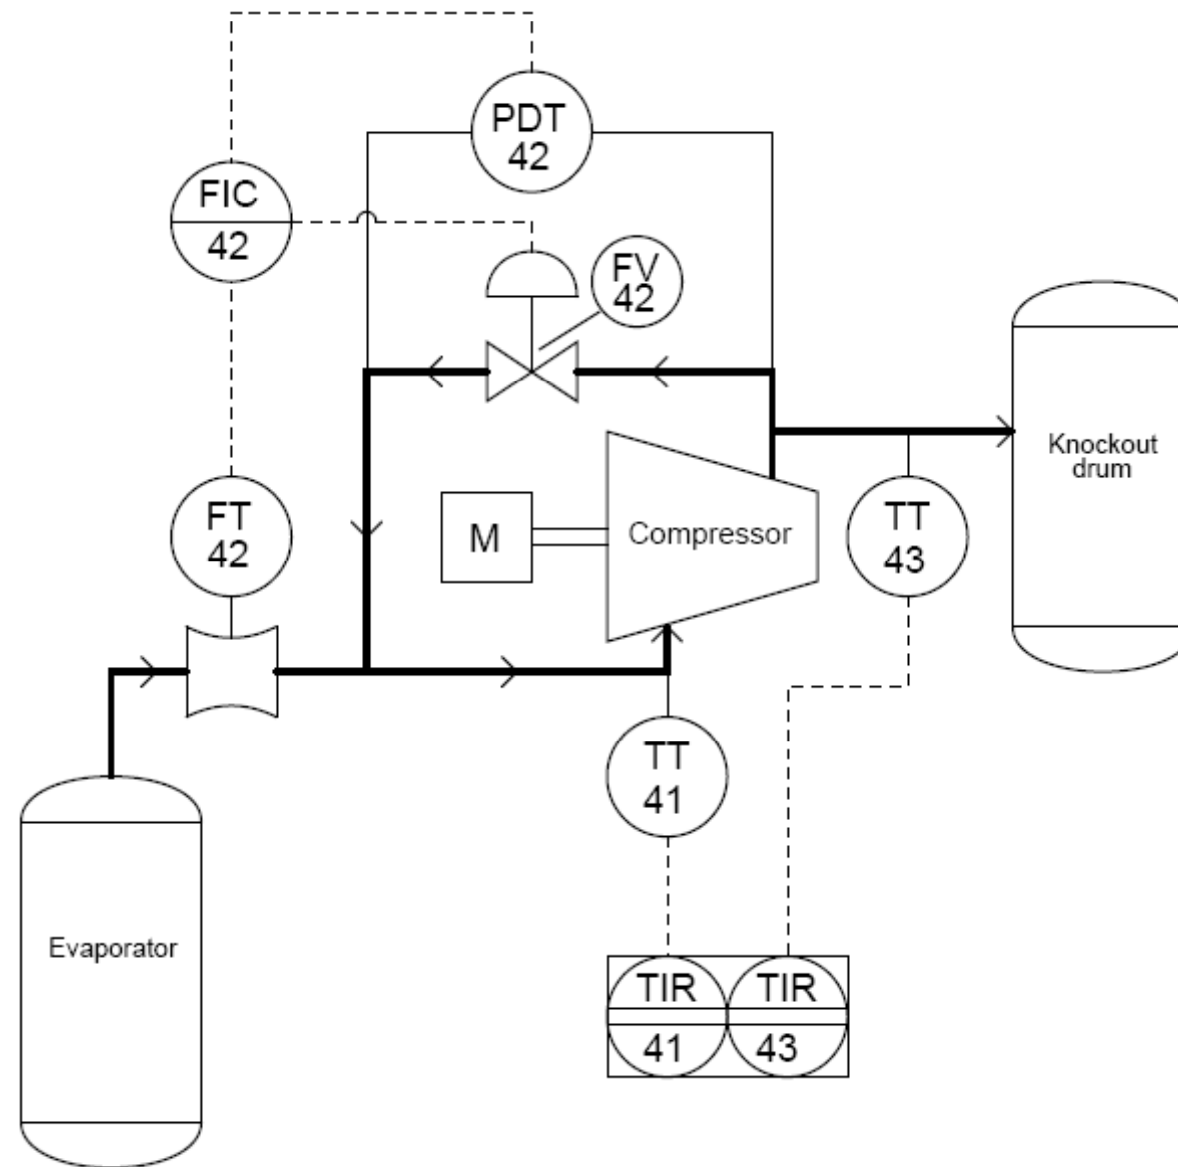 PDT
42
FIC
42
FV
42
FT
42
M
Compressor
TT
43
Knockout
drum
TT
41
Evaporator
TIR
41
TIR
43